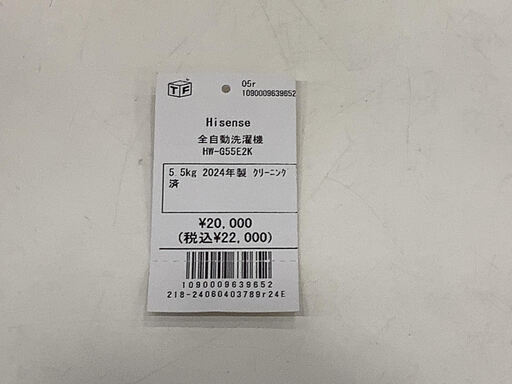 TF
05r
1090009639652
Hisense
全自動洗濯機
HW-G55E2K
5 5kg 2024年製 クリーニング
済
¥20,000
(税込¥22,000)
1090009639652
218-24060403789r24E